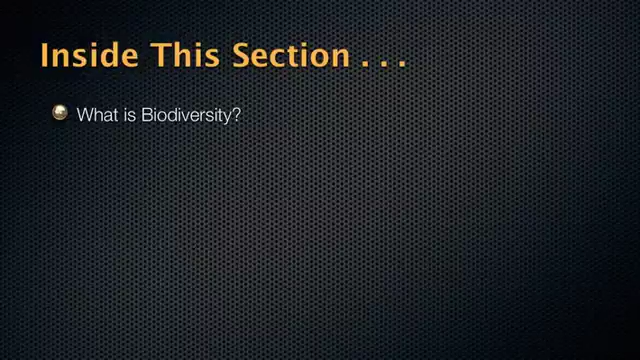 Inside This Section . . .
What is Biodiversity?